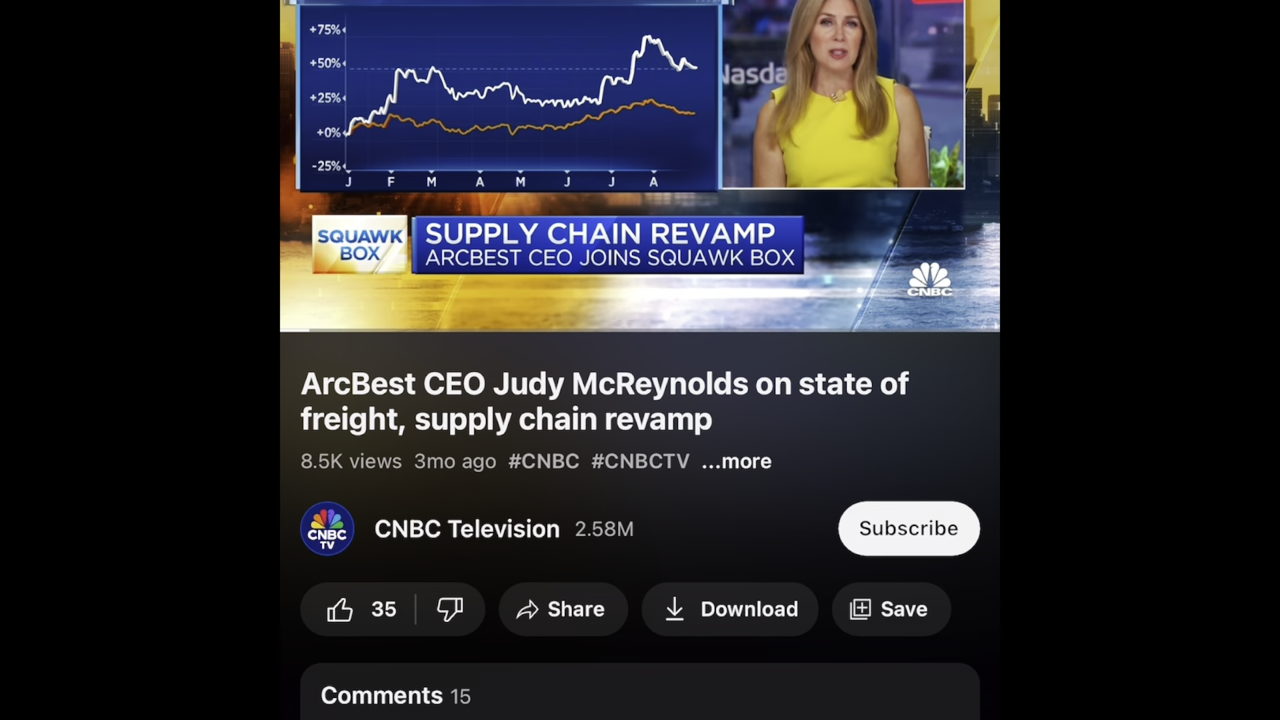 +75%
+50%
+25%
+0%
-25%
J F M A M J J A
Nasda
SQUAWK
BOX
SUPPLY CHAIN REVAMP
ARCBEST CEO JOINS SQUAWK BOX
CNBC
ArcBest CEO Judy McReynolds on state of
freight, supply chain revamp
8.5K views 3mo ago #CNBC #CNBCTV ...more
CNBC
TV
CNBC Television 2.58M
Subscribe
35 Share Download Save
Comments 15